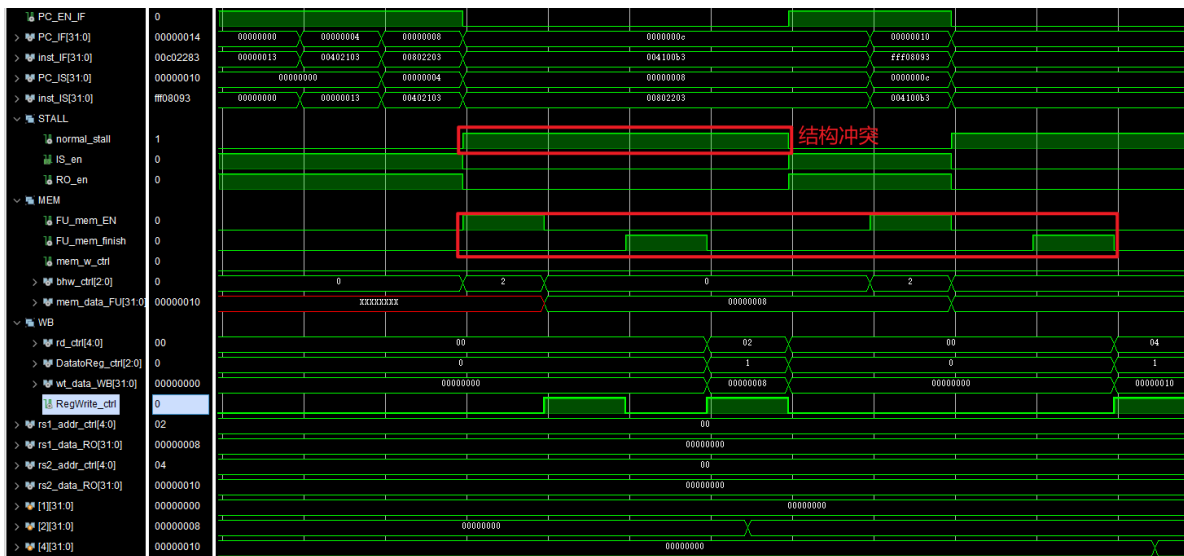 PC_EN_IF 0
PC_IF[31:0] 00000014 00000000 00000004 00000008 0000000c 00000010
inst_IF[31:0] 00c02283 00000013 00402103 00802203 004100b3 fff08093
PC_IS[31:0] 00000010 00000000 00000004 00000008 0000000c
inst_IS[31:0] fff08093 00000000 00000013 00402103 00802203 004100b3
STALL
normal_stall 1 结构冲突
IS_en 0
RO_en 0
MEM
FU_mem_EN 0
FU_mem_finish 0
mem_w_ctrl 0
bhw_ctrl[2:0] 0 0 2 0 2
mem_data_FU[31:0] 00000010 XXXXXXXX 00000008
WB
rd_ctrl[4:0] 00 00 02 00 04
DatatoReg_ctrl[2:0] 0 0 1 0 1
wt_data_WB[31:0] 00000000 00000000 00000008 00000000 00000010
RegWrite_ctrl 0
rs1_addr_ctrl[4:0] 02 00
rs1_data_RO[31:0] 00000008 00000000
rs2_addr_ctrl[4:0] 04 00
rs2_data_RO[31:0] 00000010 00000000
[1][31:0] 00000000 00000000
[2][31:0] 00000008 00000000
[4][31:0] 00000010 00000000